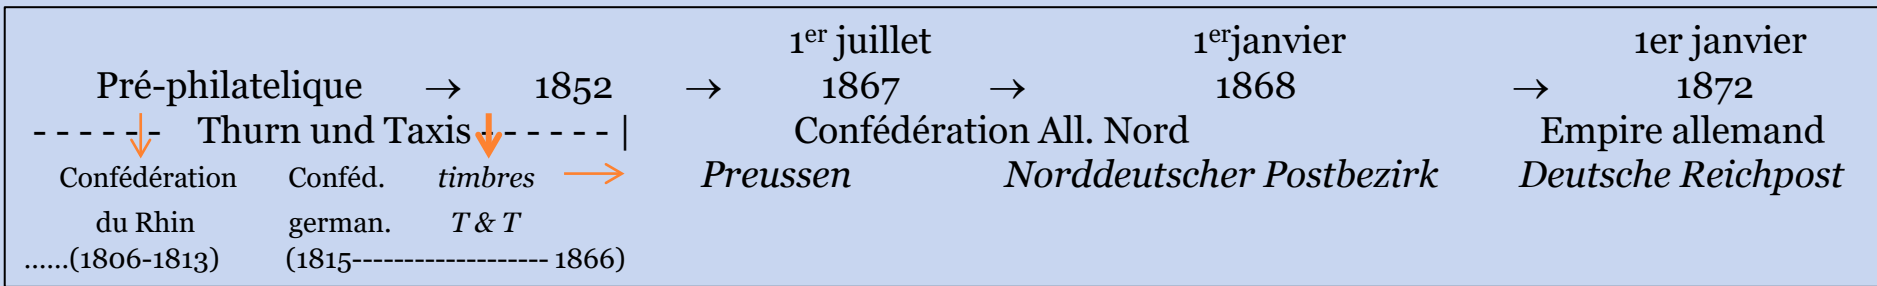 1er juillet 1erjanvier 1er janvier
Pré-philatelique → 1852 → 1867 → 1868 → 1872
- - - - - - Thurn und Taxis - - - - - - | Confédération All. Nord Empire allemand
Confédération Conféd. timbres → Preussen Norddeutscher Postbezirk Deutsche Reichpost
du Rhin german. T & T
......(1806-1813) (1815------------------- 1866)